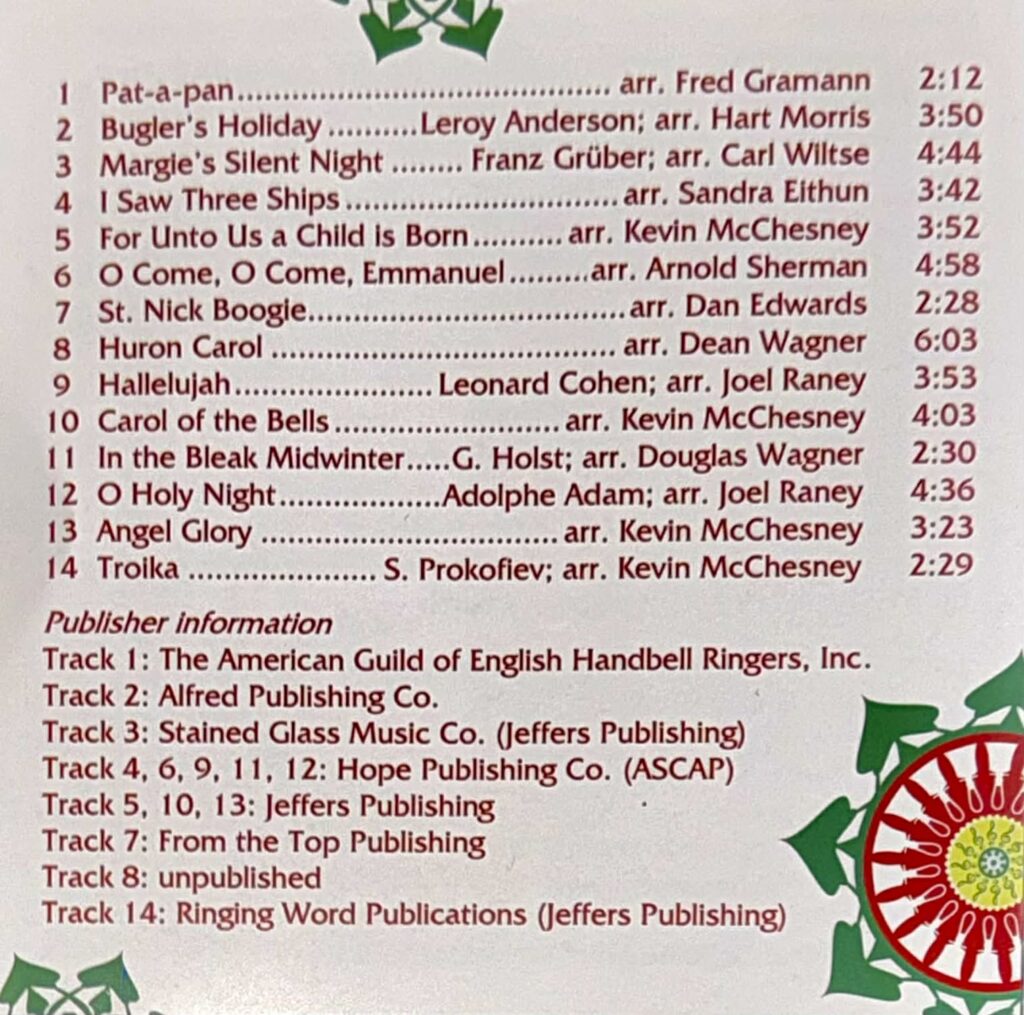 1 Pat-a-pan.......................................... arr. Fred Gramann 2:12
2 Bugler's Holiday ..........Leroy Anderson; arr. Hart Morris 3:50
3 Margie's Silent Night ........ Franz Grüber; arr. Carl Wiltse 4:44
4 I Saw Three Ships..............................arr. Sandra Eithun 3:42
5 For Unto Us a Child is Born..........arr. Kevin McChesney 3:52
6 O Come, O Come, Emmanuel.........arr. Arnold Sherman 4:58
7 St. Nick Boogie...................................arr. Dan Edwards 2:28
8 Huron Carol ..................................... arr. Dean Wagner 6:03
9 Hallelujah...................... Leonard Cohen; arr. Joel Raney 3:53
10 Carol of the Bells.........................arr. Kevin McChesney 4:03
11 In the Bleak Midwinter.....G. Holst; arr. Douglas Wagner 2:30
12 O Holy Night..................Adolphe Adam; arr. Joel Raney 4:36
13 Angel Glory ................................. arr. Kevin McChesney 3:23
14 Troika ..................... S. Prokofiev; arr. Kevin McChesney 2:29
Publisher information
Track 1: The American Guild of English Handbell Ringers, Inc.
Track 2: Alfred Publishing Co.
Track 3: Stained Glass Music Co. (Jeffers Publishing)
Track 4, 6, 9, 11, 12: Hope Publishing Co. (ASCAP)
Track 5, 10, 13: Jeffers Publishing
Track 7: From the Top Publishing
Track 8: unpublished
Track 14: Ringing Word Publications (Jeffers Publishing)